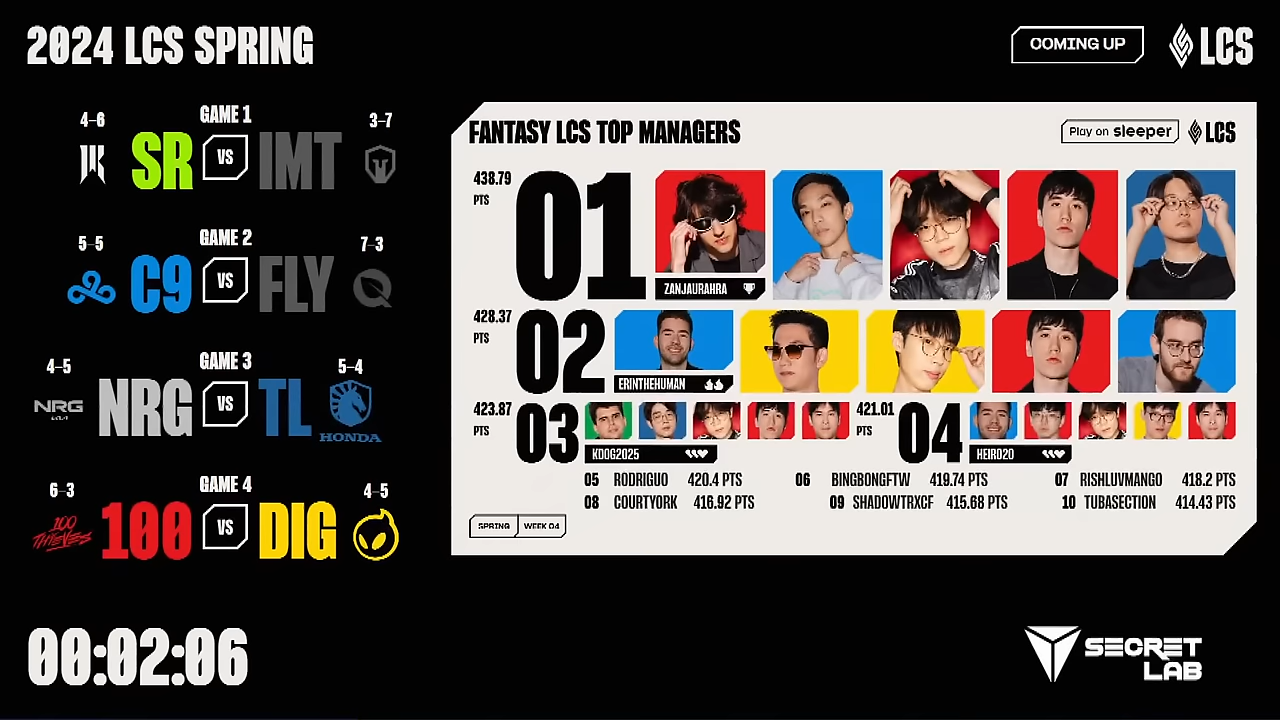 2024 LCS SPRING
COMING UP
LCS
GAME 1
4-6
SR
VS
IMT
3-7
GAME 2
5-5
C9
VS
FLY
7-3
GAME 3
4-5
NRG
NRG
VS
TL
5-4
HONDA
GAME 4
6-3
100 THIEVES
100
VS
DIG
4-5
00:02:06
FANTASY LCS TOP MANAGERS
Play on sleeper
LCS
438.79 PTS
01
ZANJAURAHRA
428.37 PTS
02
ERINTHEHUMAN
423.87 PTS
03
KDOG2025
421.01 PTS
04
HEIRD20
05 RODRIGUO 420.4 PTS
06 BINGBONGFTW 419.74 PTS
07 RISHLUVMANGO 418.2 PTS
08 COURTYORK 416.92 PTS
09 SHADOWTRXCF 415.68 PTS
10 TUBASECTION 414.43 PTS
SPRING WEEK 04
SECRET
LAB